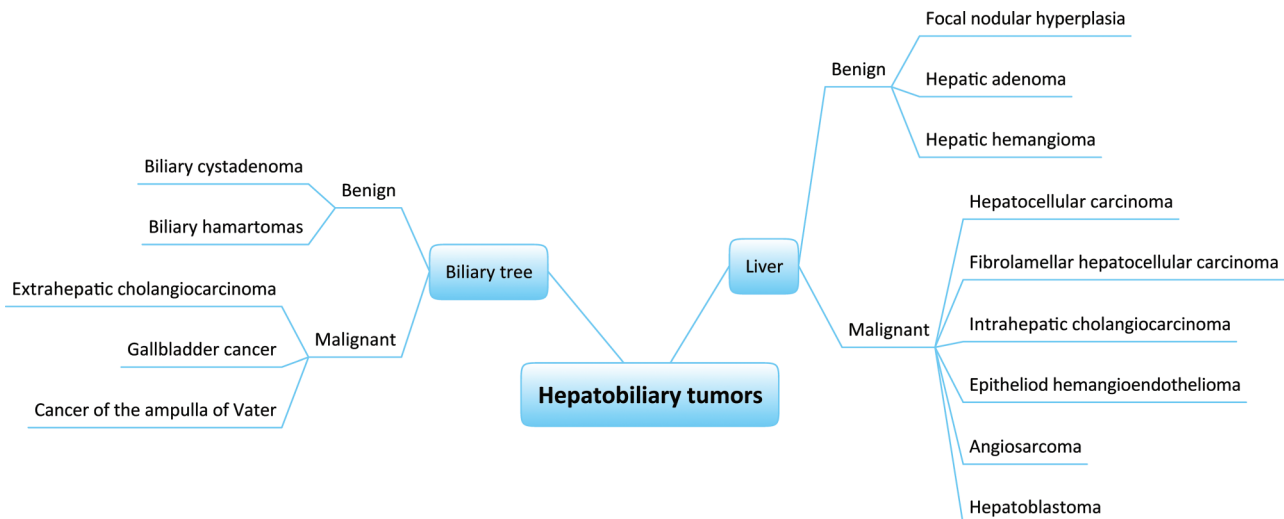 Hepatobiliary tumors
Biliary tree
Benign
Biliary cystadenoma
Biliary hamartomas
Malignant
Extrahepatic cholangiocarcinoma
Gallbladder cancer
Cancer of the ampulla of Vater
Liver
Benign
Focal nodular hyperplasia
Hepatic adenoma
Hepatic hemangioma
Malignant
Hepatocellular carcinoma
Fibrolamellar hepatocellular carcinoma
Intrahepatic cholangiocarcinoma
Epitheliod hemangioendothelioma
Angiosarcoma
Hepatoblastoma